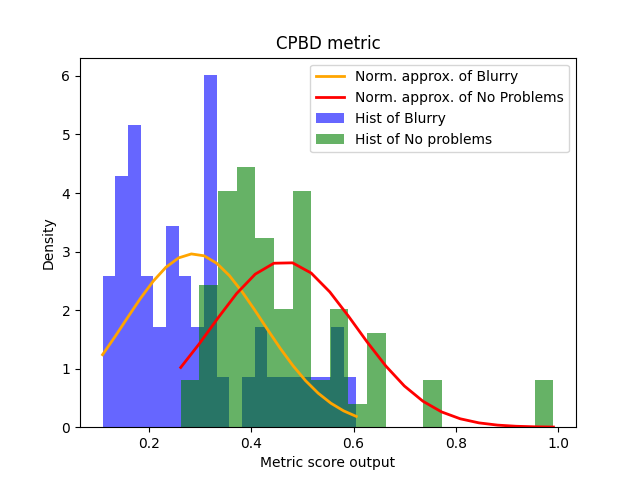 CPBD metric
Norm. approx. of Blurry
Norm. approx. of No Problems
Hist of Blurry
Hist of No problems
Density
6
5
4
3
2
1
0
0.2
0.4
0.6
0.8
1.0
Metric score output